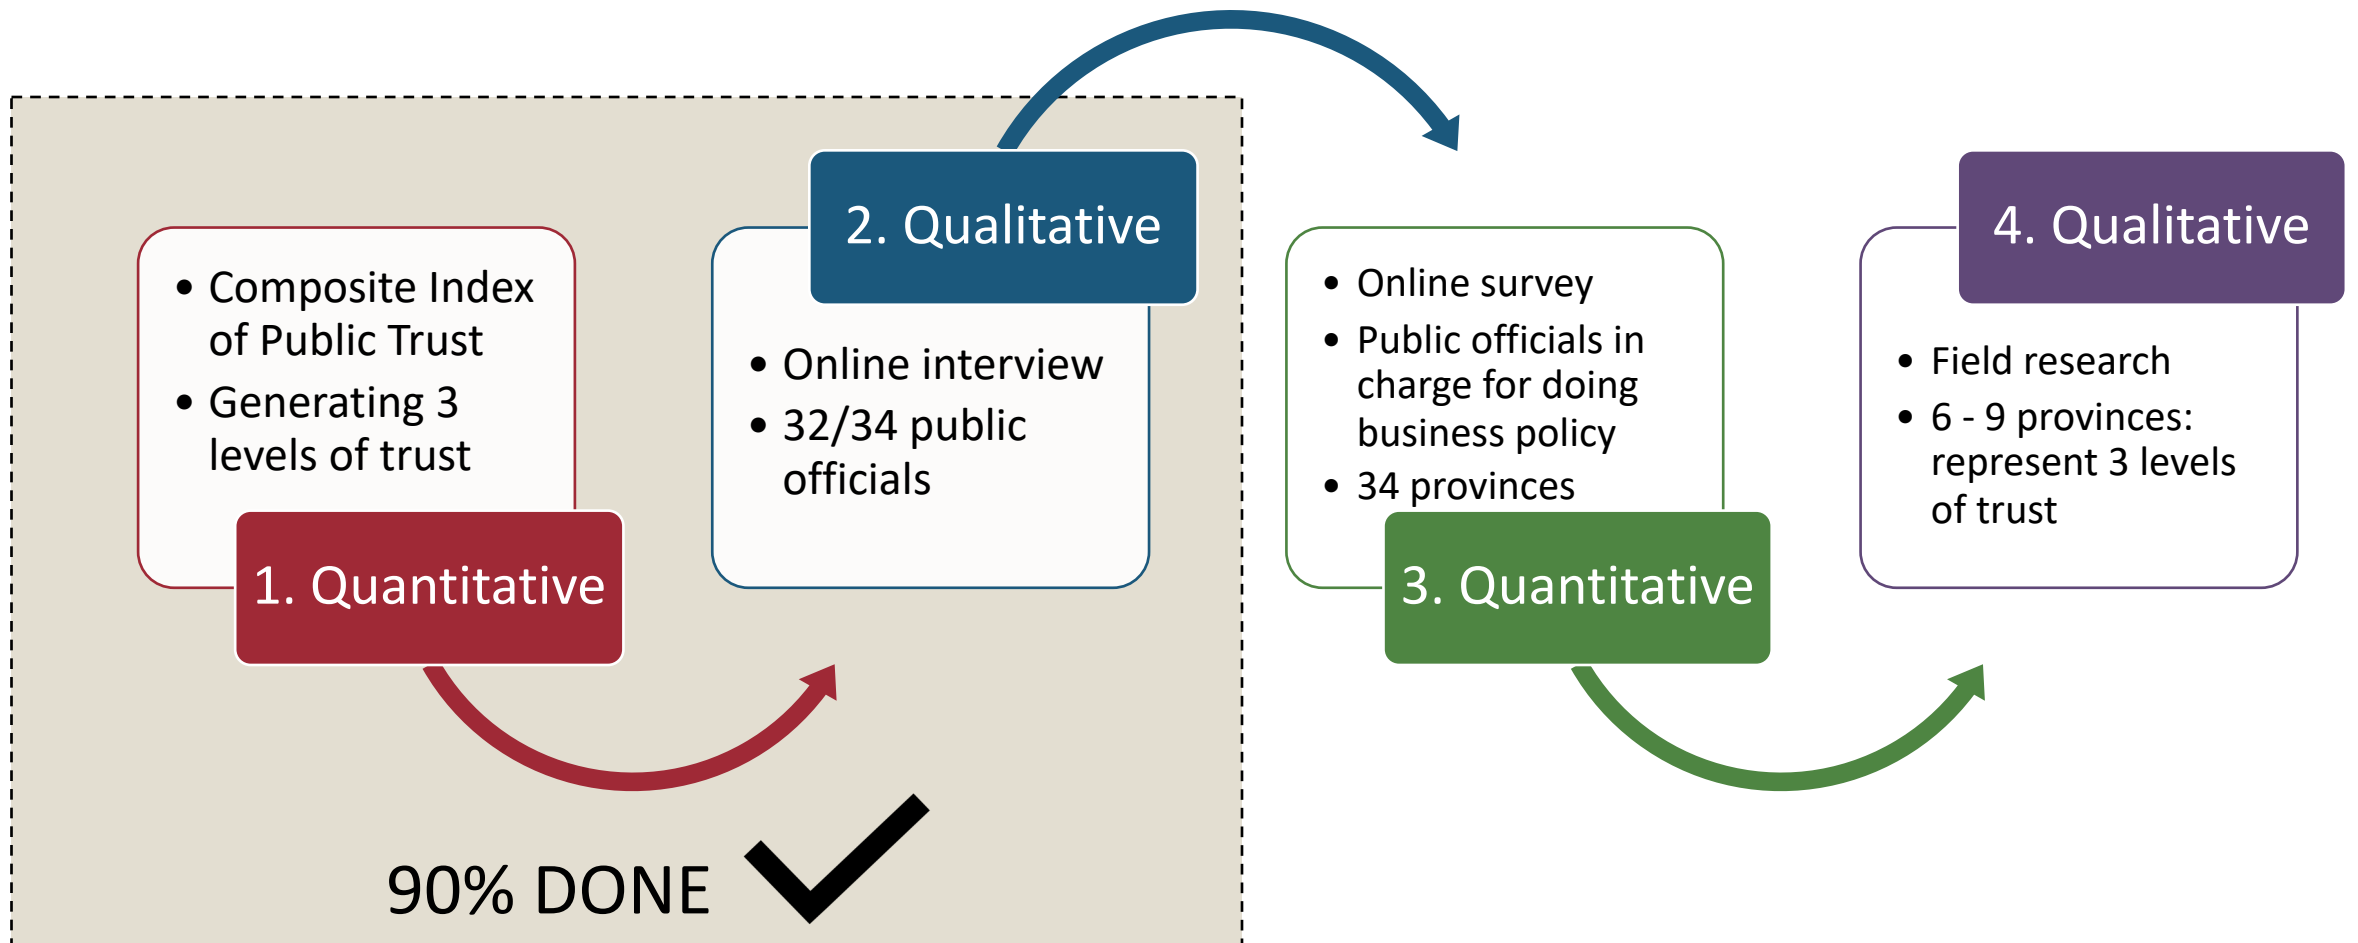 • Composite Index
of Public Trust
• Generating 3
levels of trust
1. Quantitative
2. Qualitative
• Online interview
• 32/34 public
officials
• Online survey
• Public officials in
charge for doing
business policy
• 34 provinces
3. Quantitative
4. Qualitative
• Field research
• 6 - 9 provinces:
represent 3 levels
of trust
90% DONE